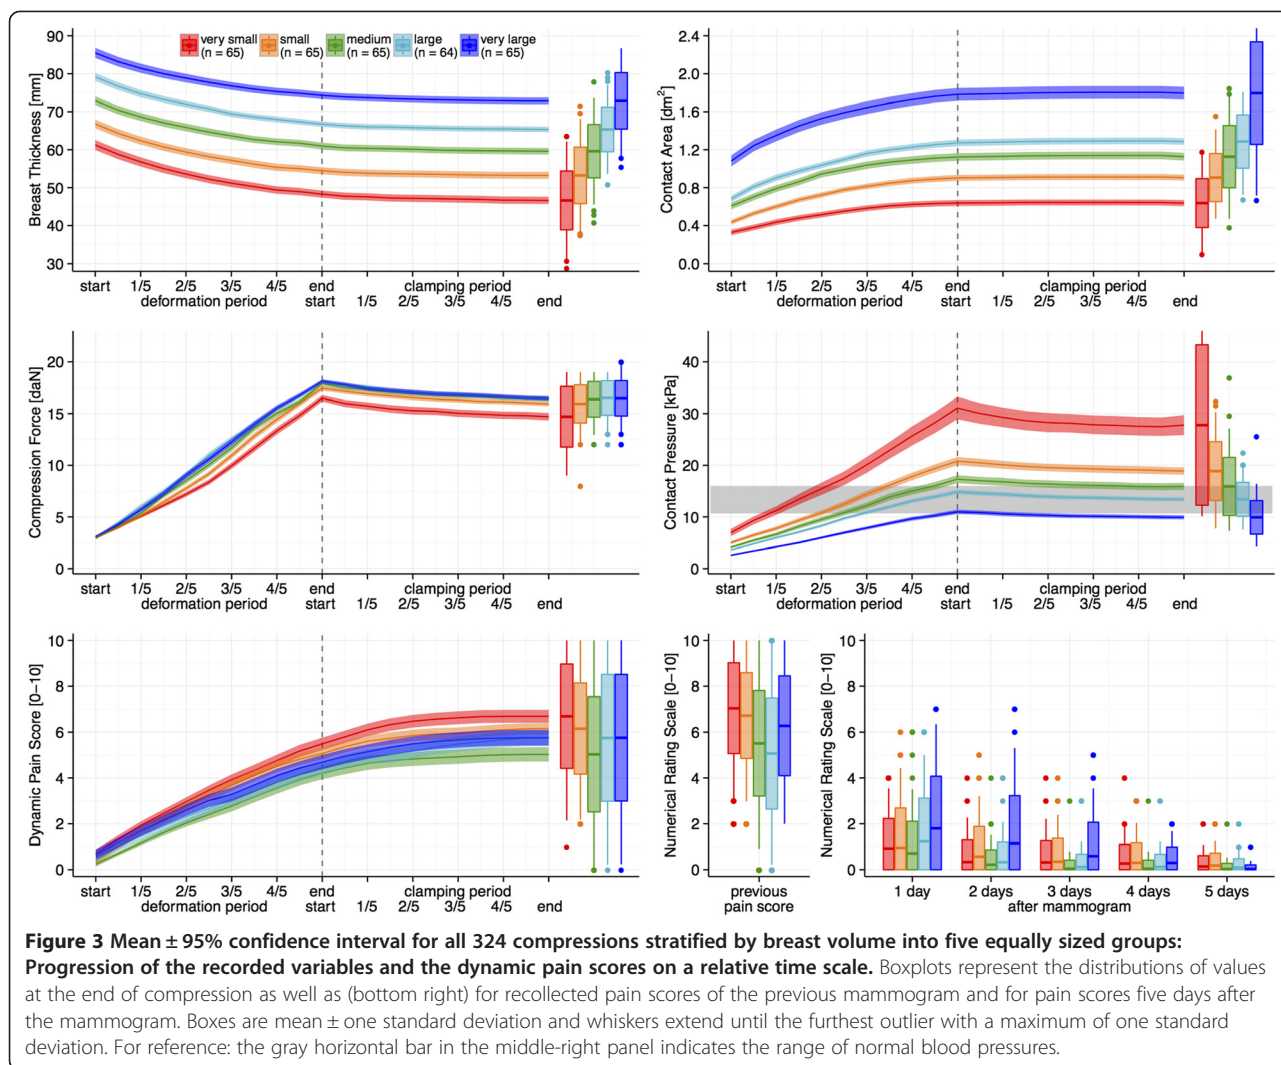 very small
(n = 65)
small
(n = 65)
medium
(n = 65)
large
(n = 64)
very large
(n = 65)
Breast Thickness [mm]
90
80
70
60
50
40
30
start 1/5 2/5 3/5 4/5 end
start 1/5 2/5 3/5 4/5 end
deformation period clamping period
Contact Area [dm²]
2.4
2.0
1.6
1.2
0.8
0.4
0.0
start 1/5 2/5 3/5 4/5 end
start 1/5 2/5 3/5 4/5 end
deformation period clamping period
Compression Force [daN]
20
15
10
5
0
start 1/5 2/5 3/5 4/5 end
start 1/5 2/5 3/5 4/5 end
deformation period clamping period
Contact Pressure [kPa]
40
30
20
10
0
start 1/5 2/5 3/5 4/5 end
start 1/5 2/5 3/5 4/5 end
deformation period clamping period
Dynamic Pain Score [0−10]
10
8
6
4
2
0
start 1/5 2/5 3/5 4/5 end
start 1/5 2/5 3/5 4/5 end
deformation period clamping period
Numerical Rating Scale [0−10]
10
8
6
4
2
0
previous
pain score
Numerical Rating Scale [0−10]
10
8
6
4
2
0
1 day 2 days 3 days 4 days 5 days
after mammogram
Figure 3 Mean ± 95% confidence interval for all 324 compressions stratified by breast volume into five equally sized groups:
Progression of the recorded variables and the dynamic pain scores on a relative time scale. Boxplots represent the distributions of values
at the end of compression as well as (bottom right) for recollected pain scores of the previous mammogram and for pain scores five days after
the mammogram. Boxes are mean ± one standard deviation and whiskers extend until the furthest outlier with a maximum of one standard
deviation. For reference: the gray horizontal bar in the middle-right panel indicates the range of normal blood pressures.